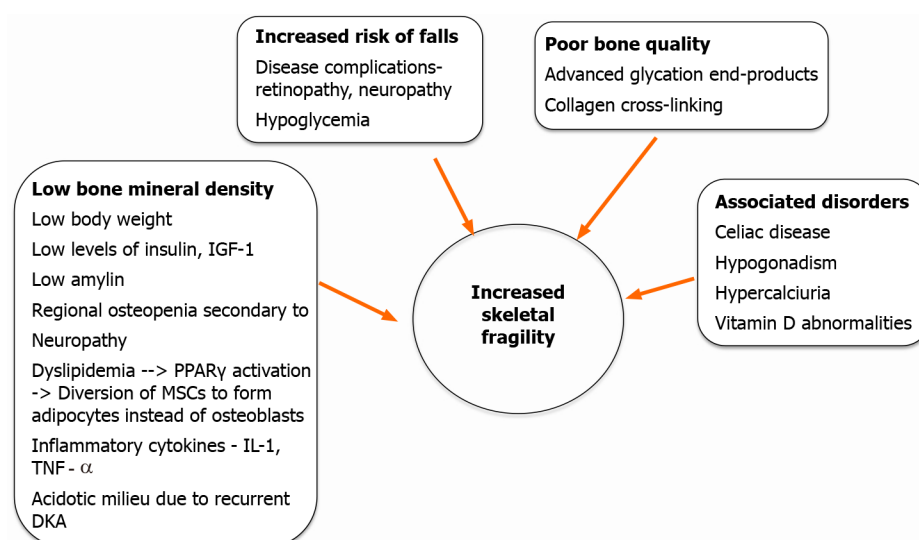 Increased risk of falls
Disease complications-
retinopathy, neuropathy
Hypoglycemia
Poor bone quality
Advanced glycation end-products
Collagen cross-linking
Low bone mineral density
Low body weight
Low levels of insulin, IGF-1
Low amylin
Regional osteopenia secondary to
Neuropathy
Dyslipidemia --> PPARγ activation
-> Diversion of MSCs to form
adipocytes instead of osteoblasts
Inflammatory cytokines - IL-1,
TNF - α
Acidotic milieu due to recurrent
DKA
Associated disorders
Celiac disease
Hypogonadism
Hypercalciuria
Vitamin D abnormalities
Increased
skeletal
fragility